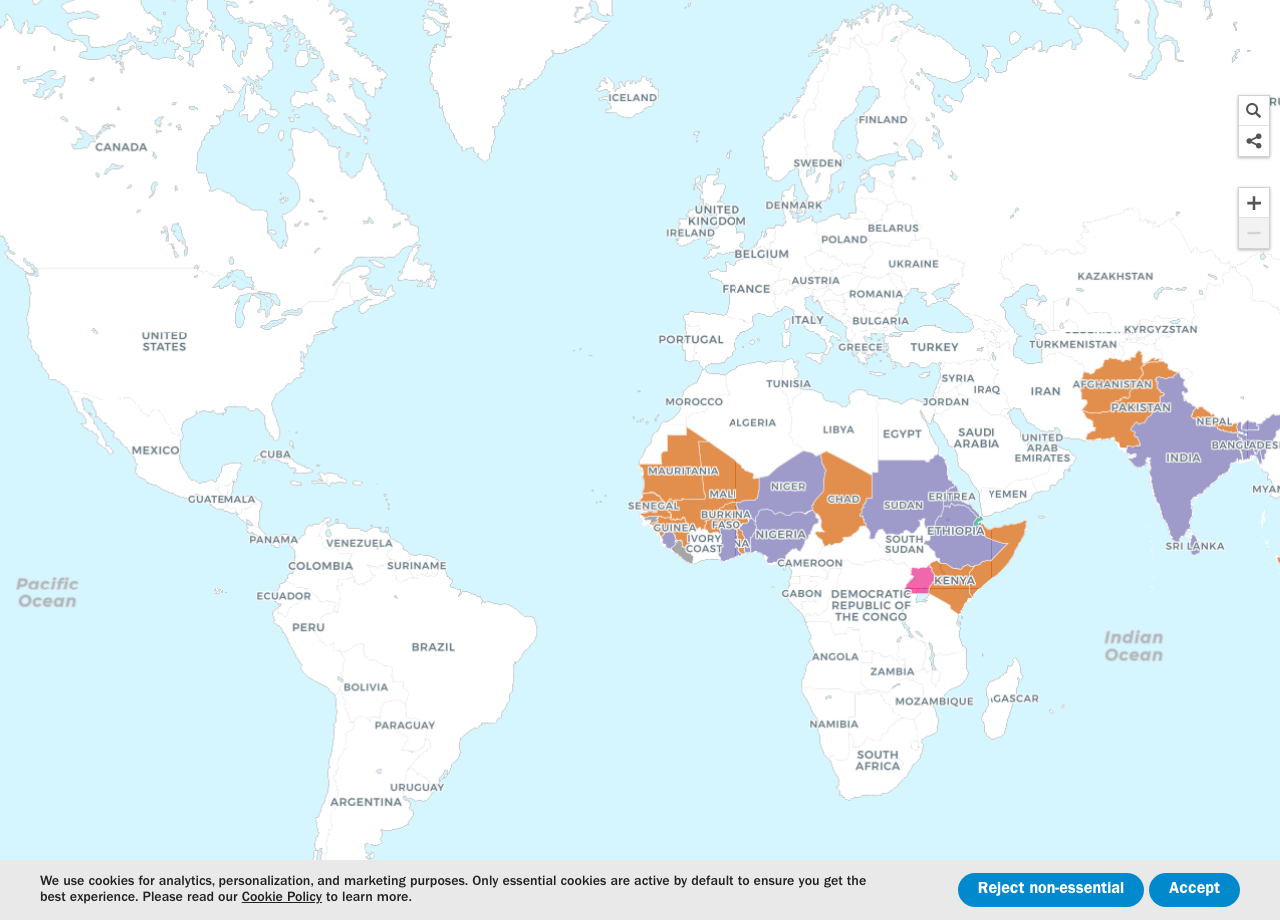 ICELAND
FINLAND
CANADA
SWEDEN
DENMARK
UNITED
KINGDOM
IRELAND
BELARUS
POLAND
BELGIUM
UKRAINE
KAZAKHSTAN
AUSTRIA
FRANCE
ROMANIA
ITALY
BULGARIA
KYRGYZSTAN
UNITED
STATES
PORTUGAL
GREECE
TURKEY
TURKMENISTAN
SYRIA
TUNISIA
AFGHANISTAN
IRAQ
IRAN
MOROCCO
JORDAN
PAKISTAN
ALGERIA
LIBYA
EGYPT
SAUDI
ARABIA
NEPAL
UNITED
ARAB
EMIRATES
BANGLADESH
MEXICO
CUBA
INDIA
MAURITANIA
NIGER
MALI
CHAD
ERITREA
YEMEN
GUATEMALA
SENEGAL
SUDAN
BURKINA
FASO
GUINEA
ETHIOPIA
NIGERIA
IVORY
COAST
PANAMA
VENEZUELA
SOUTH
SUDAN
SRI LANKA
CAMEROON
COLOMBIA
SURINAME
KENYA
Pacific
Ocean
ECUADOR
GABON
DEMOCRATIC
REPUBLIC OF
THE CONGO
PERU
Indian
Ocean
BRAZIL
ANGOLA
ZAMBIA
BOLIVIA
MOZAMBIQUE
GASCAR
PARAGUAY
NAMIBIA
SOUTH
AFRICA
URUGUAY
ARGENTINA
We use cookies for analytics, personalization, and marketing purposes. Only essential cookies are active by default to ensure you get the
best experience. Please read our Cookie Policy to learn more.
Reject non-essential
Accept